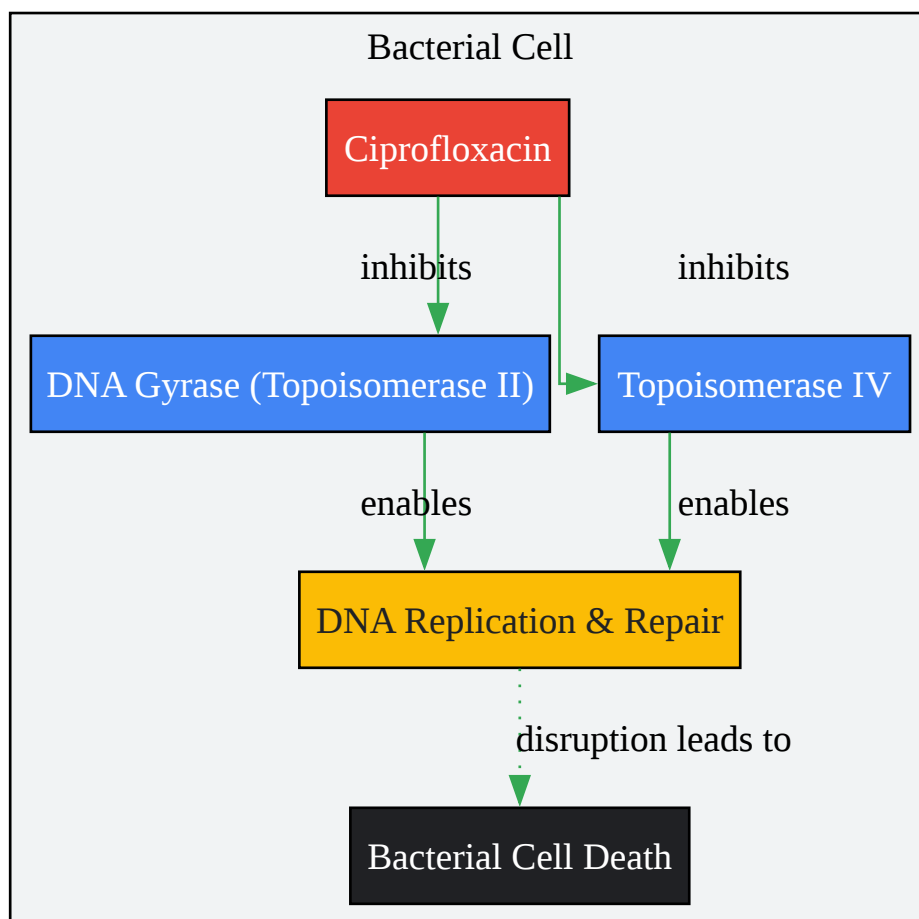 Bacterial Cell
Ciprofloxacin
inhibits
inhibits
DNA Gyrase (Topoisomerase II)
Topoisomerase IV
enables
enables
DNA Replication & Repair
disruption leads to
Bacterial Cell Death